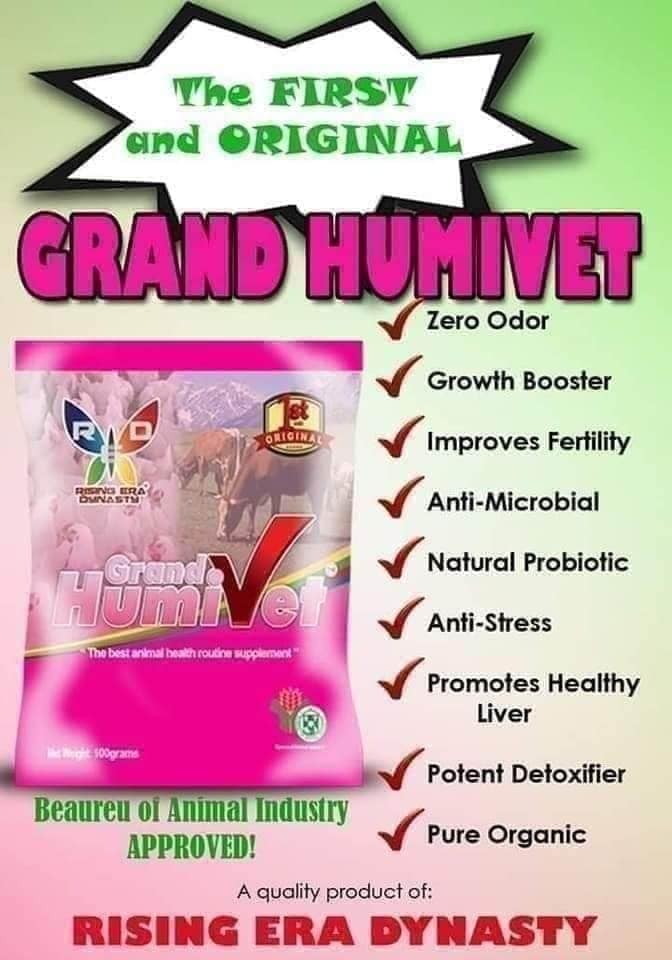 The FIRST
and ORIGINAL
GRAND HUMIVET
Zero Odor
Growth Booster
Improves Fertility
Anti-Microbial
Natural Probiotic
Anti-Stress
Promotes Healthy
Liver
Potent Detoxifier
Pure Organic
R E D
RISING ERA
DYNASTY
1st
ORIGINAL
Grand
HumiVet
"The best animal health routine supplement"
Net Weight 100grams
Beaureu of Animal Industry
APPROVED!
A quality product of:
RISING ERA DYNASTY